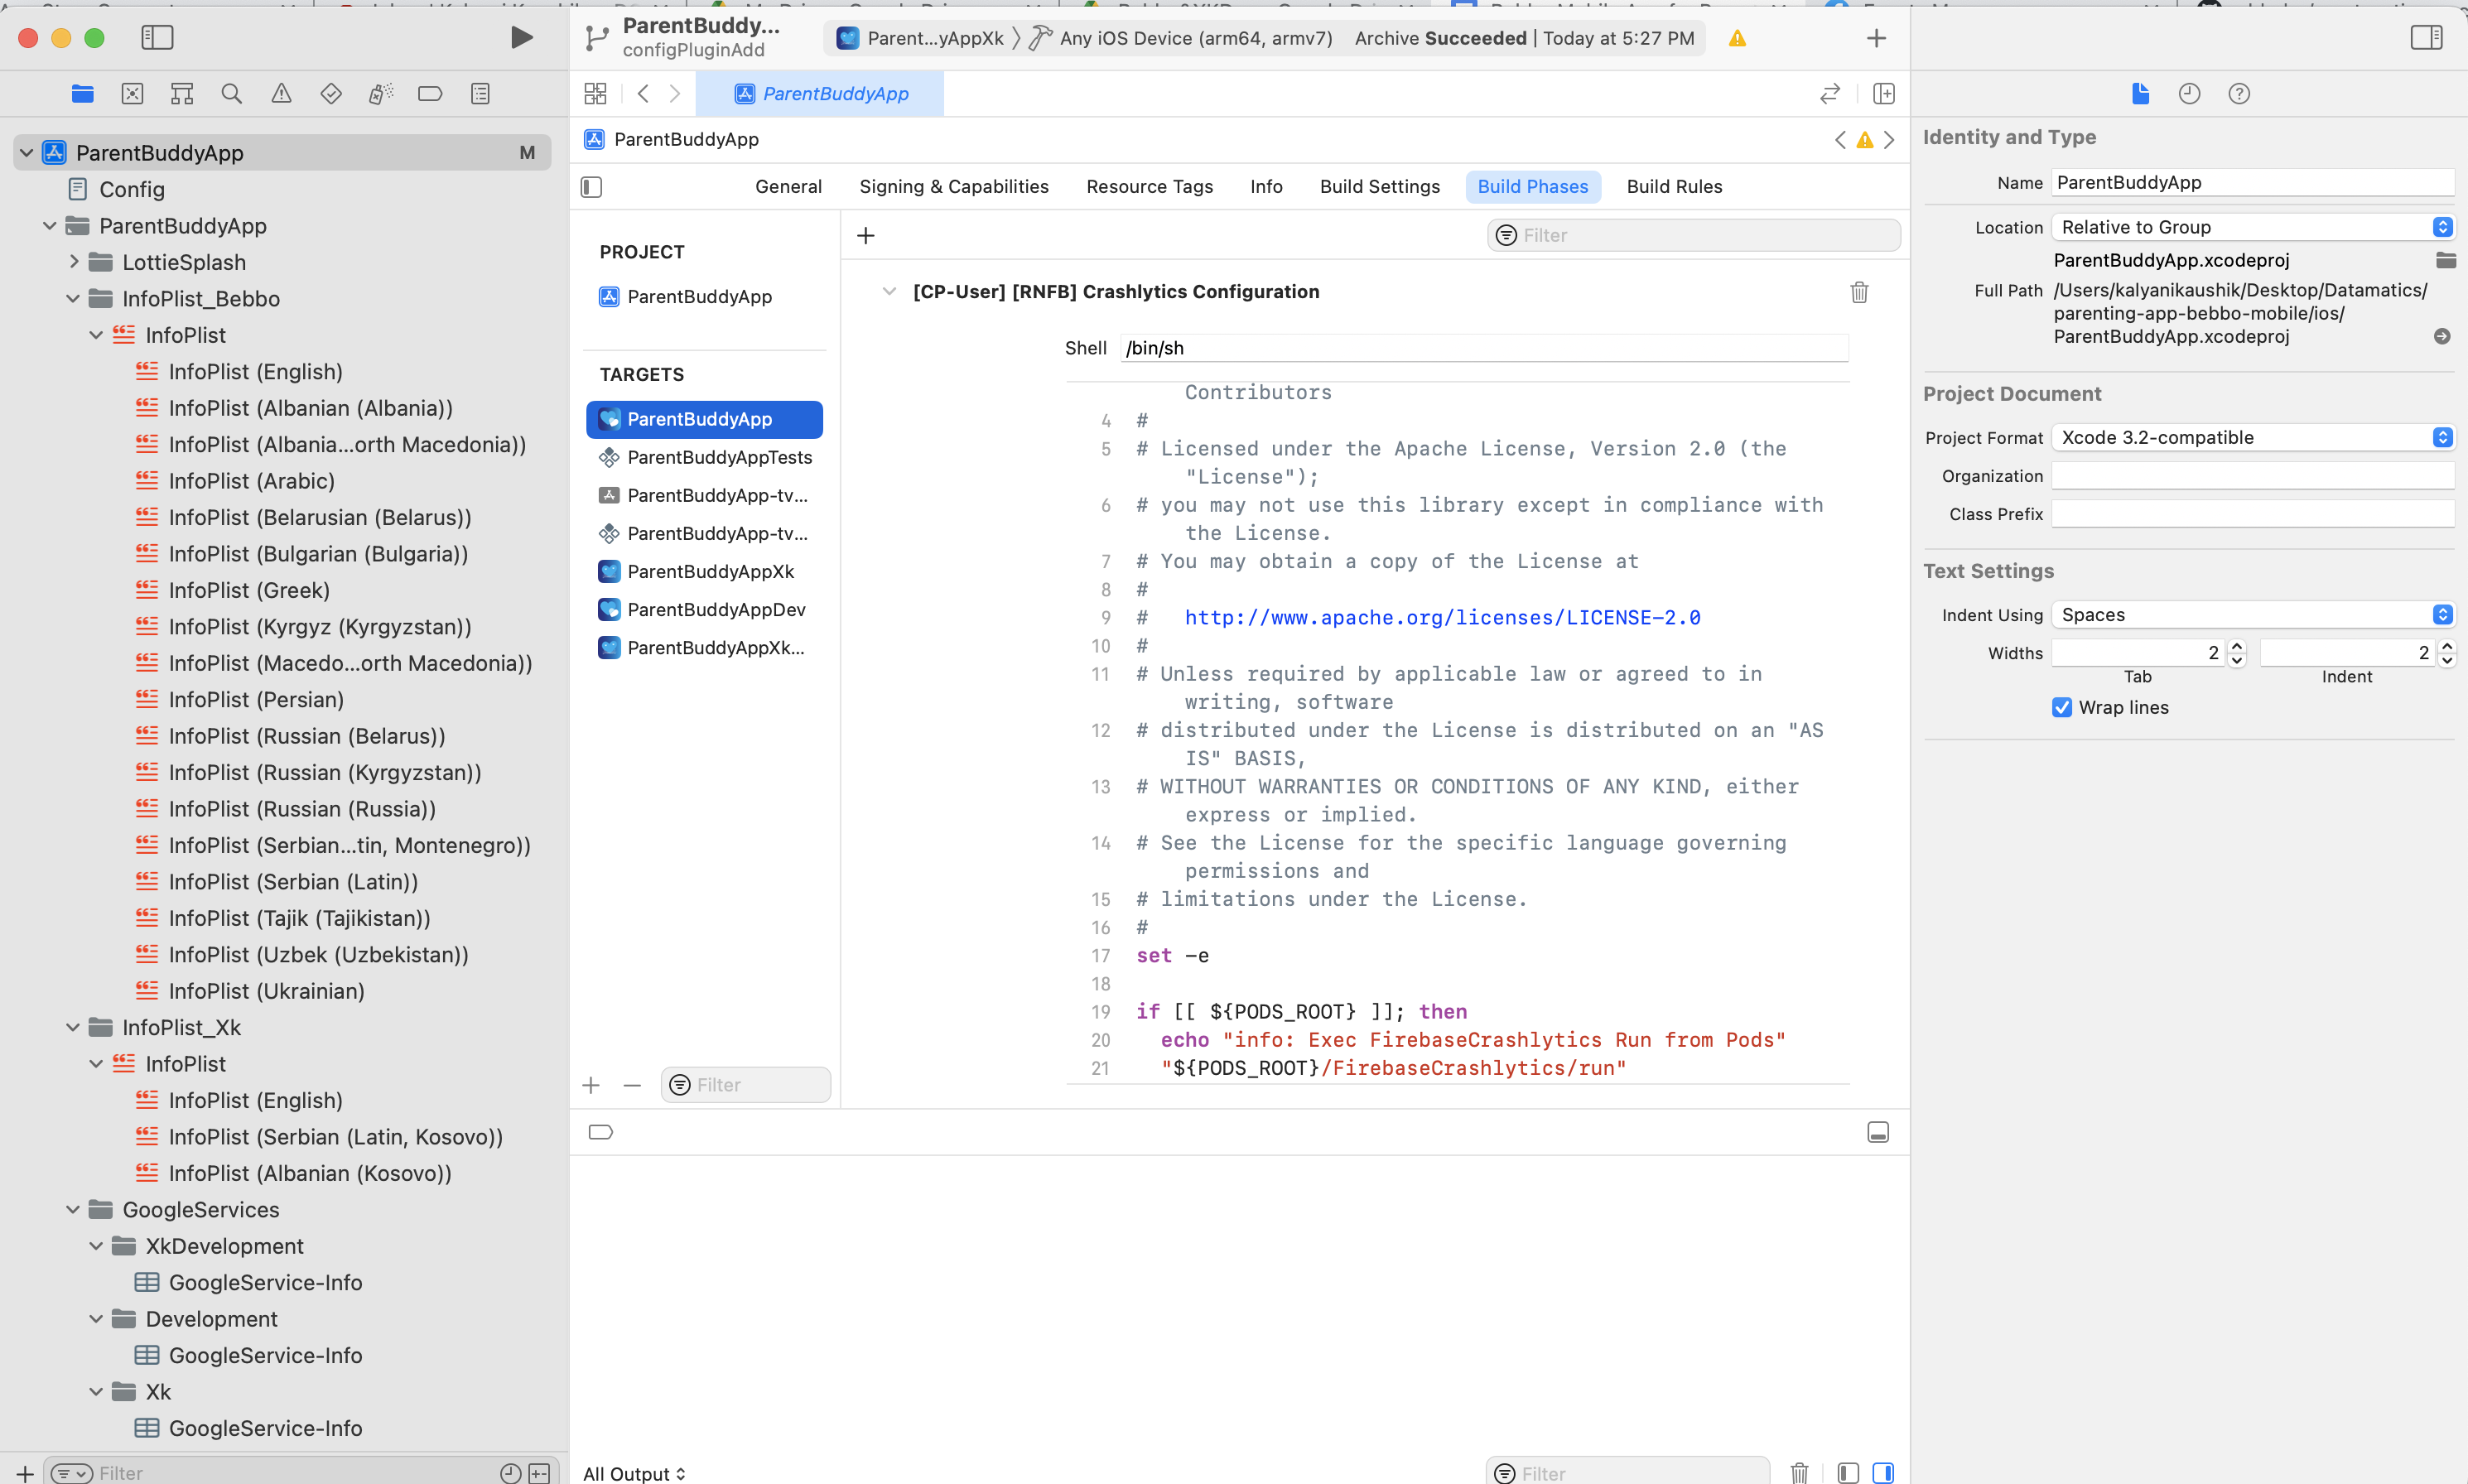 ParentBuddy...
configPluginAdd
Parent...yAppXk
Any iOS Device (arm64, armv7)
Archive Succeeded | Today at 5:27 PM
ParentBuddyApp
M
Config
ParentBuddyApp
LottieSplash
InfoPlist_Bebbo
InfoPlist
InfoPlist (English)
InfoPlist (Albanian (Albania))
InfoPlist (Albania...orth Macedonia))
InfoPlist (Arabic)
InfoPlist (Belarusian (Belarus))
InfoPlist (Bulgarian (Bulgaria))
InfoPlist (Greek)
InfoPlist (Kyrgyz (Kyrgyzstan))
InfoPlist (Macedo...orth Macedonia))
InfoPlist (Persian)
InfoPlist (Russian (Belarus))
InfoPlist (Russian (Kyrgyzstan))
InfoPlist (Russian (Russia))
InfoPlist (Serbian...tin, Montenegro))
InfoPlist (Serbian (Latin))
InfoPlist (Tajik (Tajikistan))
InfoPlist (Uzbek (Uzbekistan))
InfoPlist (Ukrainian)
InfoPlist_Xk
InfoPlist
InfoPlist (English)
InfoPlist (Serbian (Latin, Kosovo))
InfoPlist (Albanian (Kosovo))
GoogleServices
XkDevelopment
GoogleService-Info
Development
GoogleService-Info
Xk
GoogleService-Info
Filter
ParentBuddyApp
ParentBuddyApp
General
Signing & Capabilities
Resource Tags
Info
Build Settings
Build Phases
Build Rules
PROJECT
ParentBuddyApp
TARGETS
ParentBuddyApp
ParentBuddyAppTests
ParentBuddyApp-tv...
ParentBuddyApp-tv...
ParentBuddyAppXk
ParentBuddyAppDev
ParentBuddyAppXk...
Filter
Filter
[CP-User] [RNFB] Crashlytics Configuration
Shell /bin/sh
Contributors
4 #
5 # Licensed under the Apache License, Version 2.0 (the
"License");
6 # you may not use this library except in compliance with
the License.
7 # You may obtain a copy of the License at
8 #
9 #   http://www.apache.org/licenses/LICENSE-2.0
10 #
11 # Unless required by applicable law or agreed to in
writing, software
12 # distributed under the License is distributed on an "AS
IS" BASIS,
13 # WITHOUT WARRANTIES OR CONDITIONS OF ANY KIND, either
express or implied.
14 # See the License for the specific language governing
permissions and
15 # limitations under the License.
16 #
17 set -e
18
19 if [[ ${PODS_ROOT} ]]; then
20   echo "info: Exec FirebaseCrashlytics Run from Pods"
21   "${PODS_ROOT}/FirebaseCrashlytics/run"
All Output
Filter
Identity and Type
Name ParentBuddyApp
Location Relative to Group
ParentBuddyApp.xcodeproj
Full Path /Users/kalyanikaushik/Desktop/Datamatics/
parenting-app-bebbo-mobile/ios/
ParentBuddyApp.xcodeproj
Project Document
Project Format Xcode 3.2-compatible
Organization
Class Prefix
Text Settings
Indent Using Spaces
Widths 2 2
Tab Indent
Wrap lines